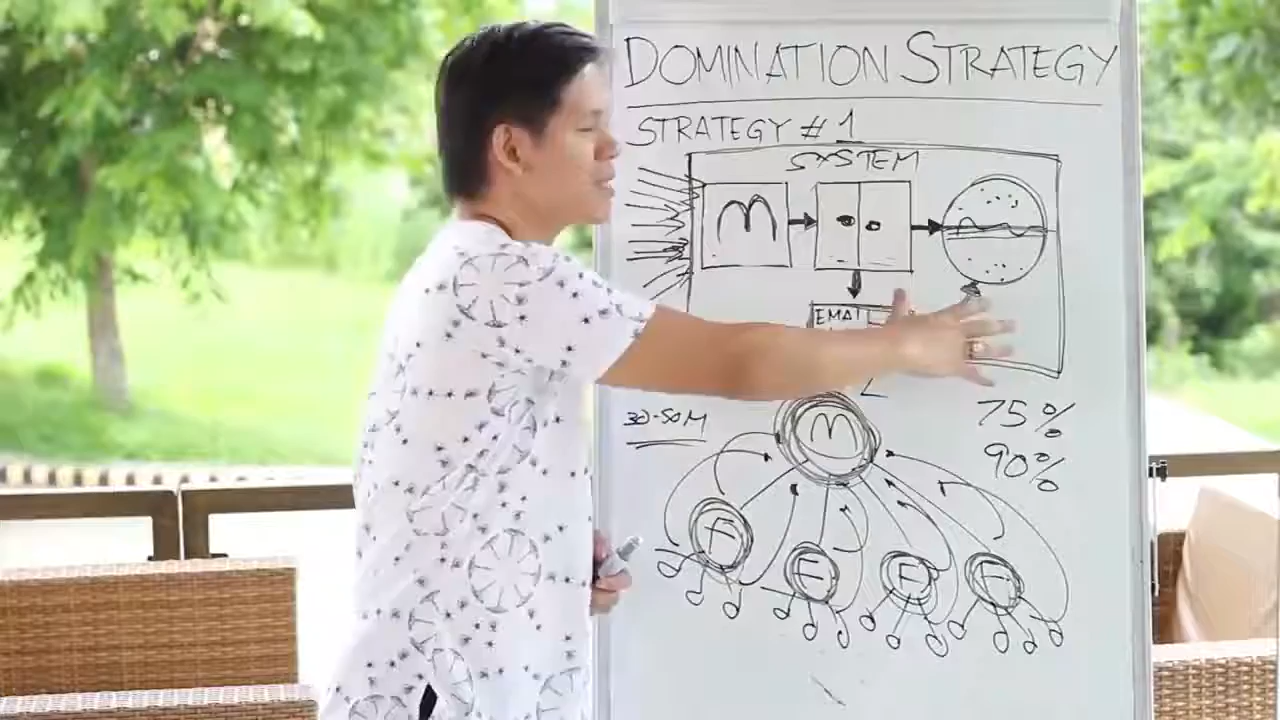 DOMINATION STRATEGY
STRATEGY # 1
SYSTEM
M
30-50M
M
75%
90%
F
F
F
F